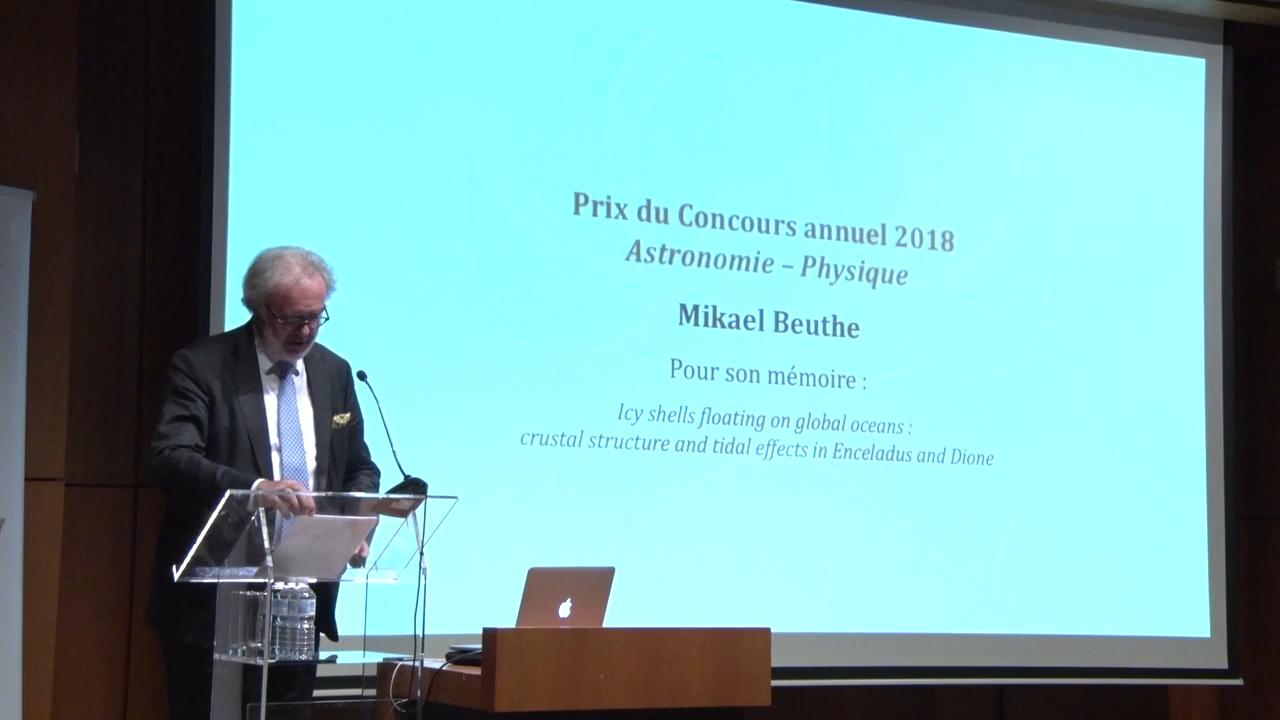 Prix du Concours annuel 2018
Astronomie – Physique
Mikael Beuthe
Pour son mémoire :
Icy shells floating on global oceans :
crustal structure and tidal effects in Enceladus and Dione